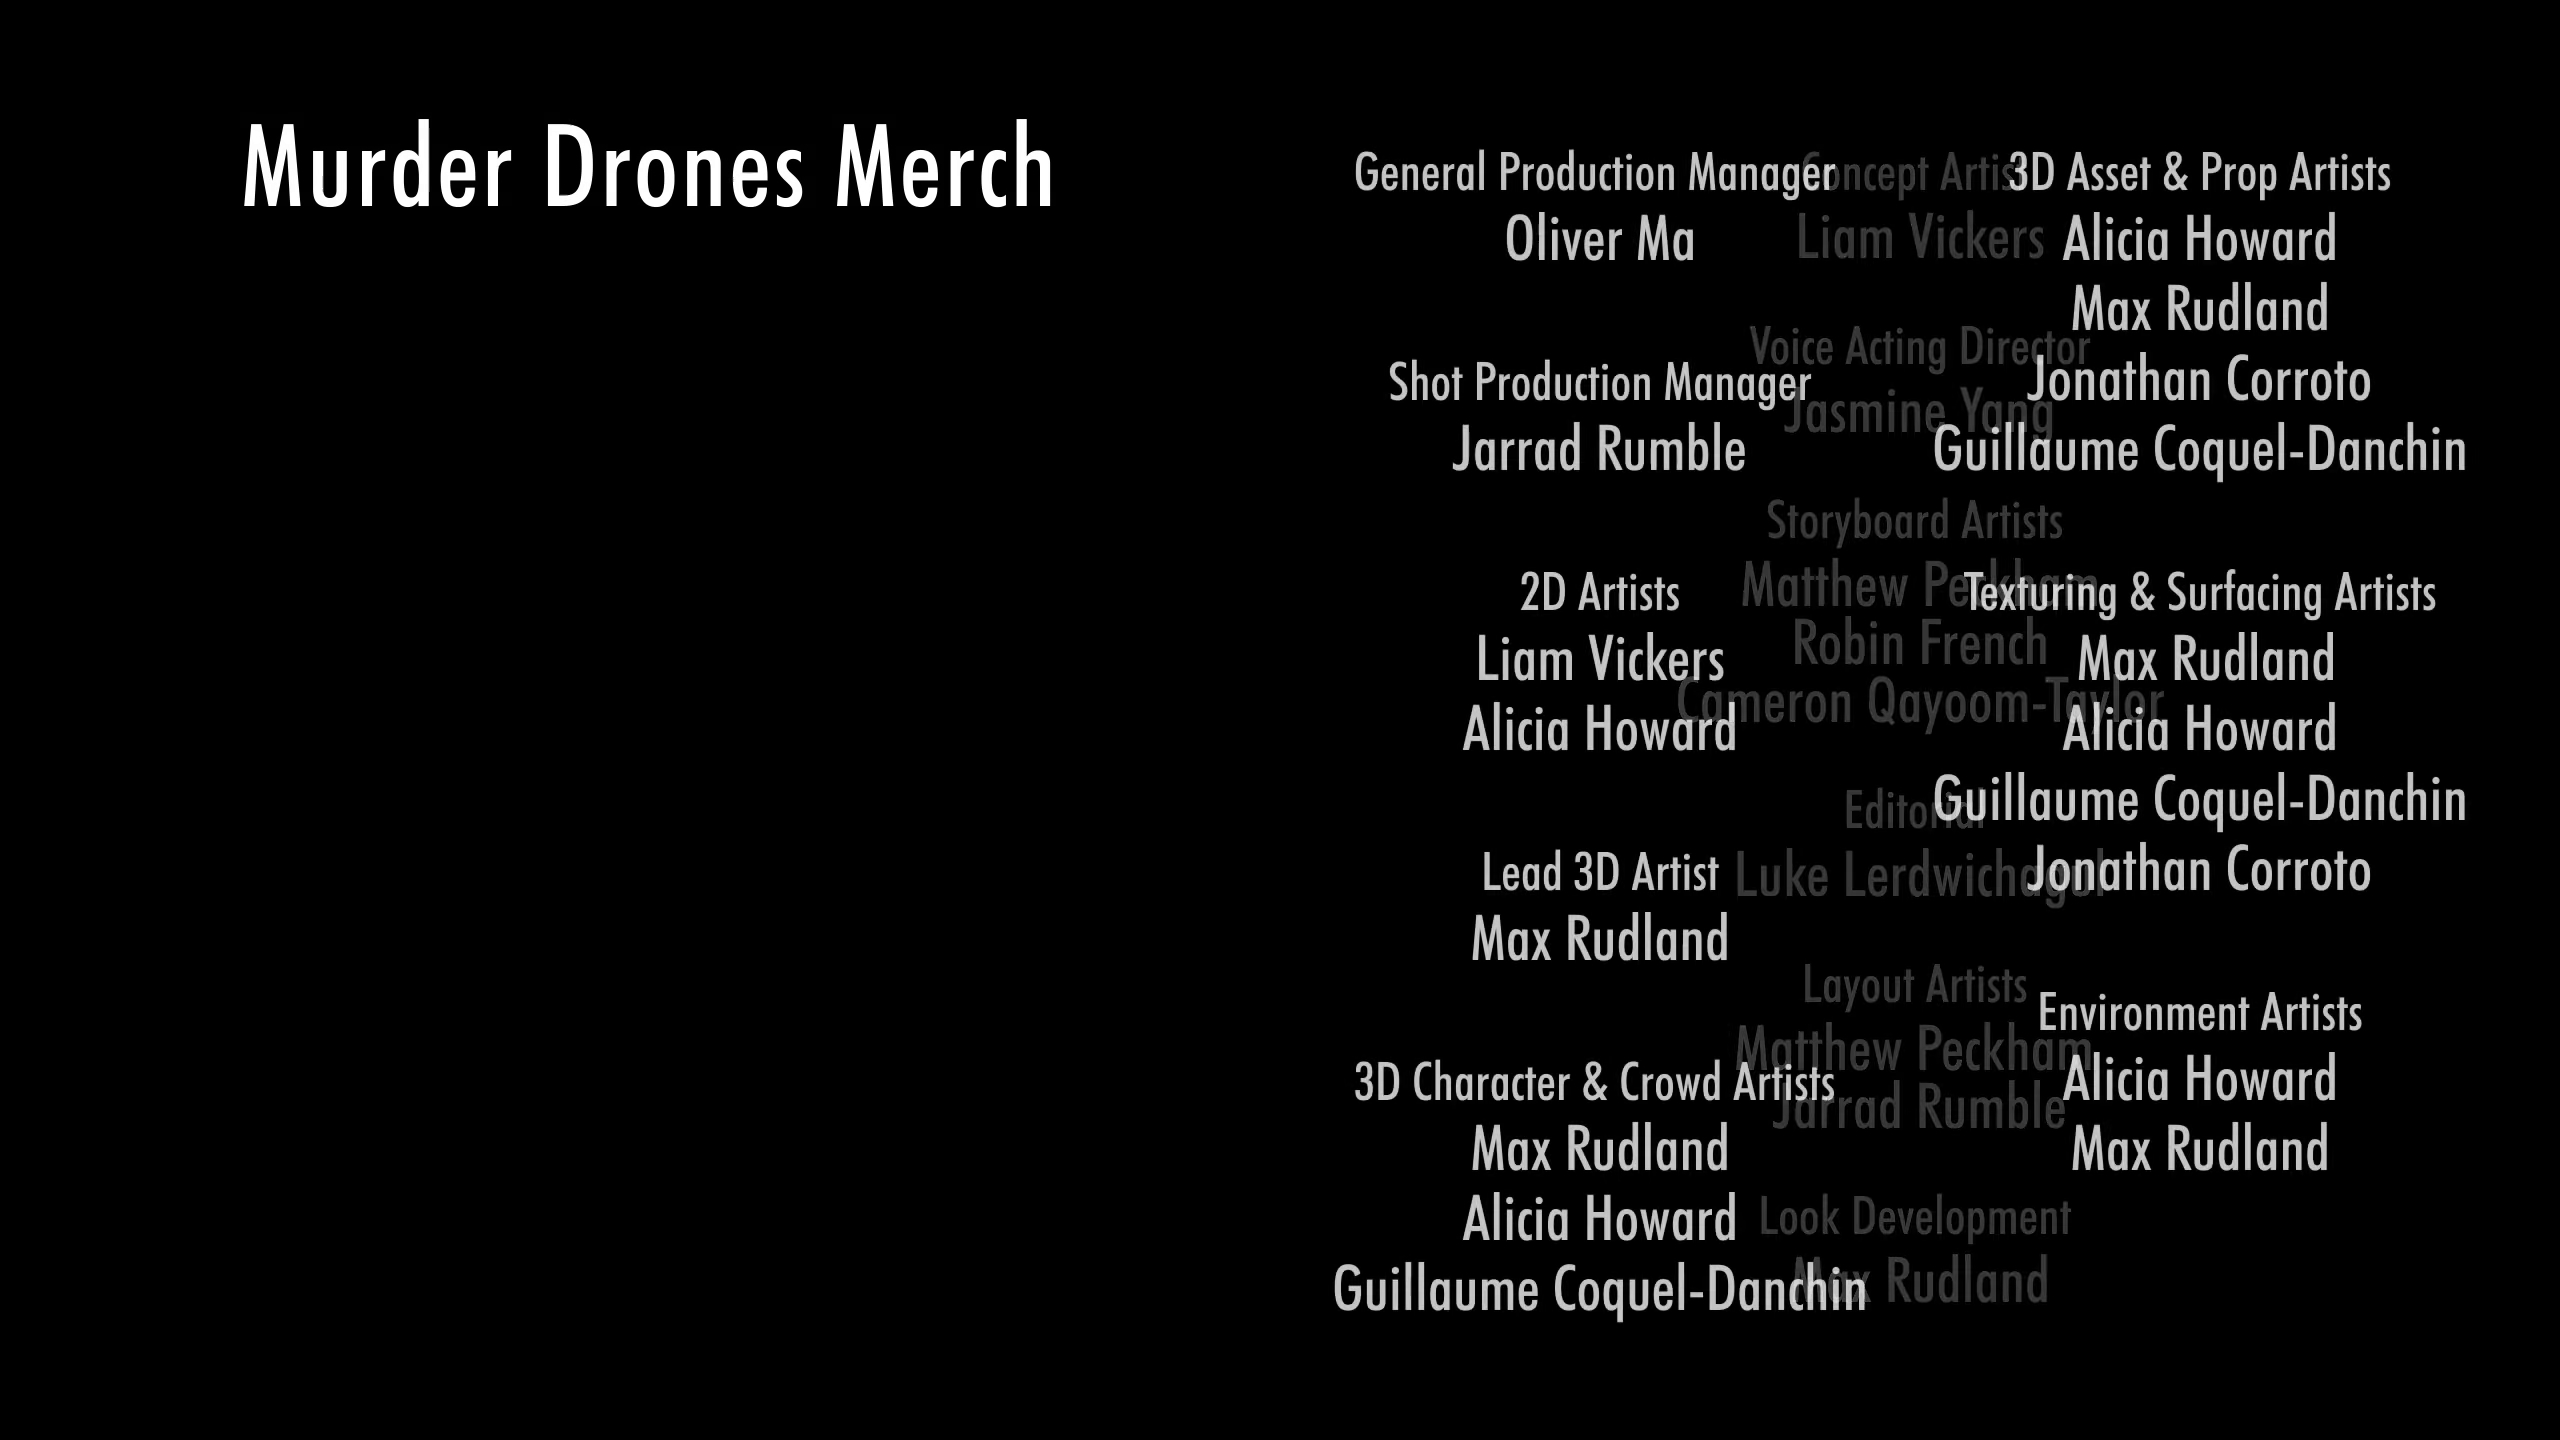 Murder Drones Merch
General Production Manager
Oliver Ma
Shot Production Manager
Jarrad Rumble
2D Artists
Liam Vickers
Alicia Howard
Lead 3D Artist
Max Rudland
3D Character & Crowd Artists
Max Rudland
Alicia Howard
Guillaume Coquel-Danchin
Concept Artist
Liam Vickers
Voice Acting Director
Jasmine Yang
Storyboard Artists
Matthew Peckham
Robin French
Cameron Qayoom-Taylor
Editorial
Luke Lerdwichagul
Layout Artists
Matthew Peckham
Jarrad Rumble
Look Development
Max Rudland
3D Asset & Prop Artists
Alicia Howard
Max Rudland
Jonathan Corroto
Guillaume Coquel-Danchin
Texturing & Surfacing Artists
Max Rudland
Alicia Howard
Guillaume Coquel-Danchin
Jonathan Corroto
Environment Artists
Alicia Howard
Max Rudland